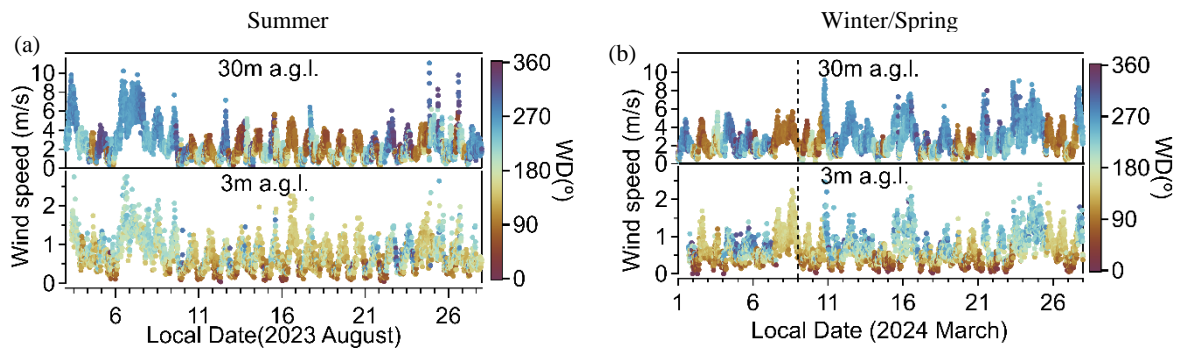 Summer
Winter/Spring
(a)
30m a.g.l.
10
8
6
4
2
0
Wind speed (m/s)
3m a.g.l.
2
1
0
360
270
180
90
0
WD(º)
6
11
16
21
26
Local Date(2023 August)
(b)
30m a.g.l.
10
8
6
4
2
0
Wind speed (m/s)
3m a.g.l.
2
1
0
360
270
180
90
0
WD(º)
1
6
11
16
21
26
Local Date (2024 March)